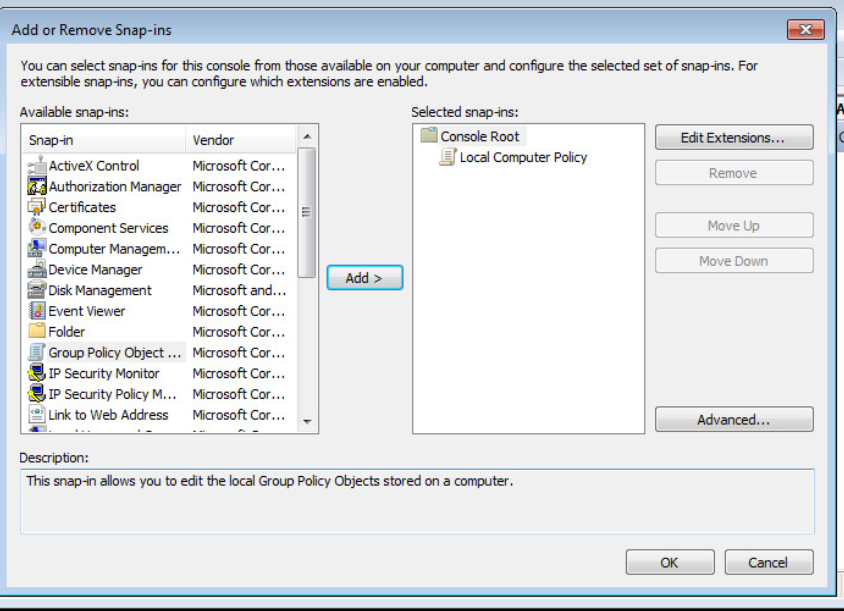 Add or Remove Snap-ins
You can select snap-ins for this console from those available on your computer and configure the selected set of snap-ins. For
extensible snap-ins, you can configure which extensions are enabled.
Available snap-ins:
Selected snap-ins:
Snap-in Vendor
ActiveX Control Microsoft Cor...
Authorization Manager Microsoft Cor...
Certificates Microsoft Cor...
Component Services Microsoft Cor...
Computer Managem... Microsoft Cor...
Device Manager Microsoft Cor...
Disk Management Microsoft and...
Event Viewer Microsoft Cor...
Folder Microsoft Cor...
Group Policy Object ... Microsoft Cor...
IP Security Monitor Microsoft Cor...
IP Security Policy M... Microsoft Cor...
Link to Web Address Microsoft Cor...
Add >
Console Root
Local Computer Policy
Edit Extensions...
Remove
Move Up
Move Down
Advanced...
Description:
This snap-in allows you to edit the local Group Policy Objects stored on a computer.
OK
Cancel